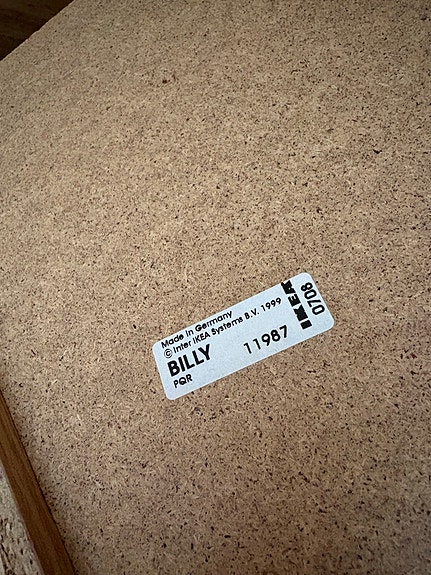 Made in Germany
© Inter IKEA Systems B.V. 1999
BILLY 11987
PQR
IKEA
0708